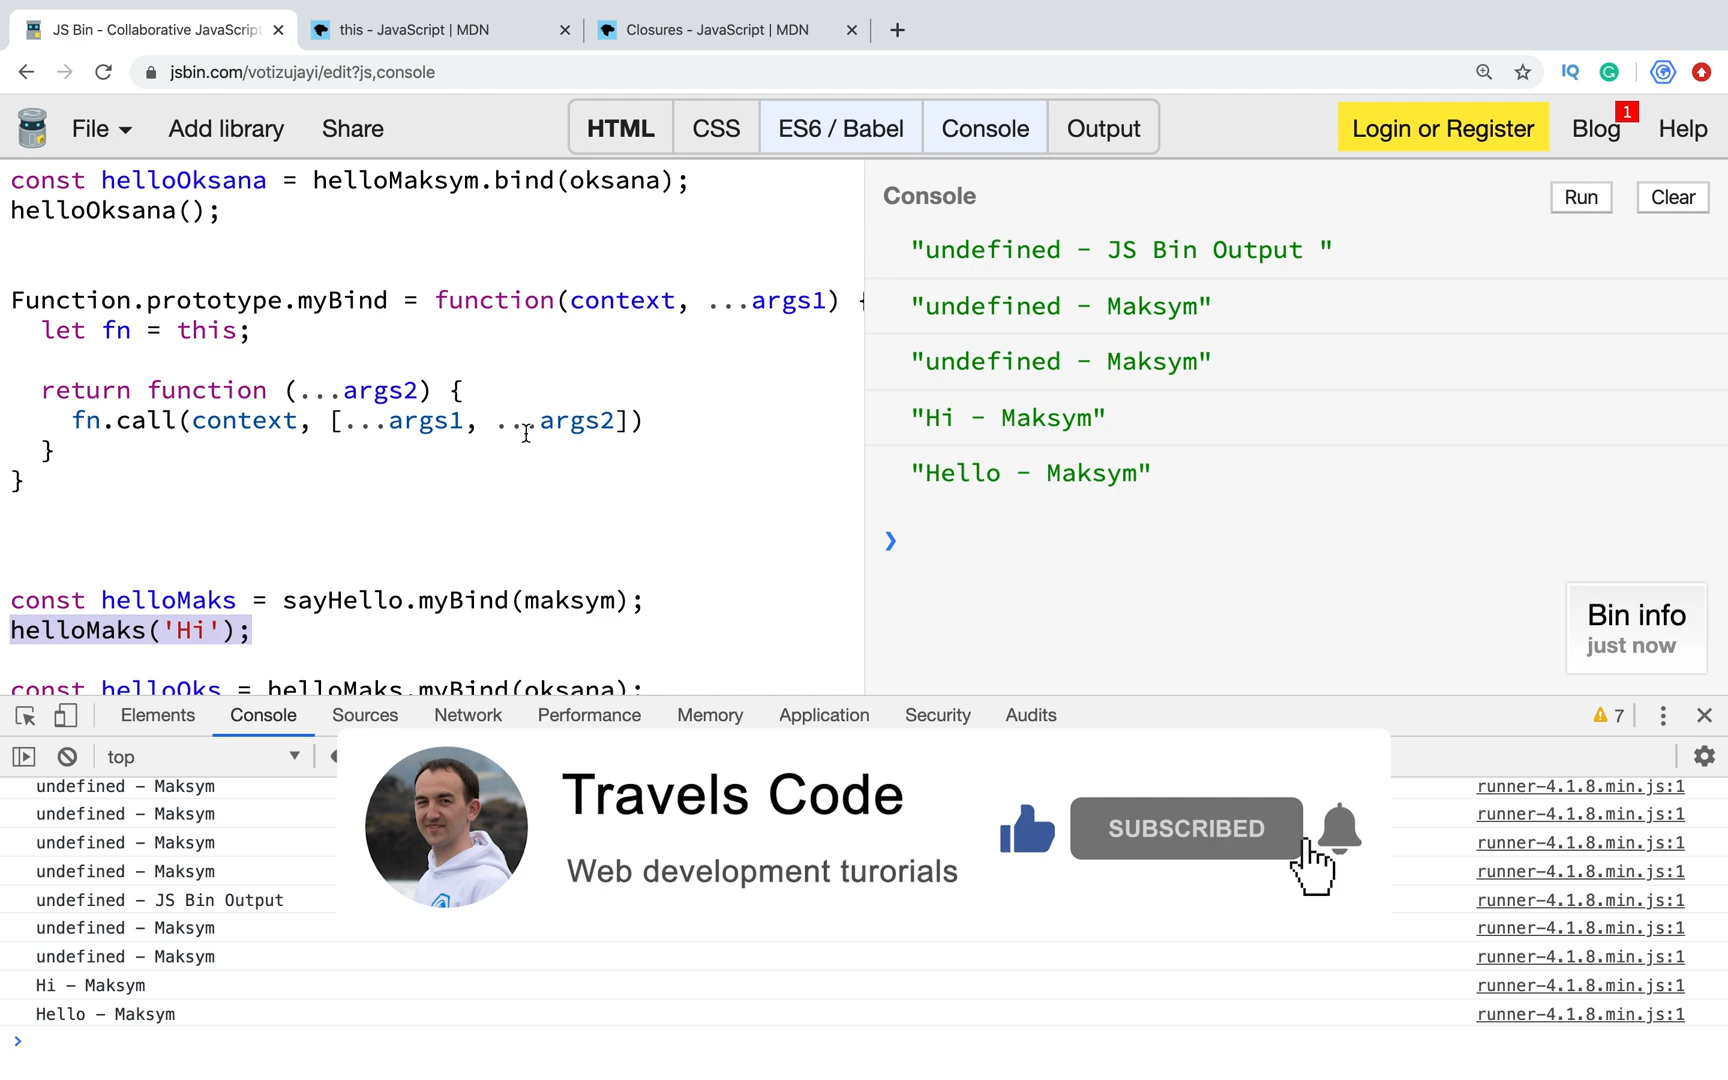 JS Bin - Collaborative JavaScript
this - JavaScript | MDN
Closures - JavaScript | MDN
jsbin.com/votizujayi/edit?js,console
IQ
File
Add library
Share
HTML
CSS
ES6 / Babel
Console
Output
Login or Register
Blog
1
Help
const helloOksana = helloMaksym.bind(oksana);
helloOksana();
Function.prototype.myBind = function(context, ...args1) {
let fn = this;
return function (...args2) {
fn.call(context, [...args1, ...args2])
}
}
const helloMaks = sayHello.myBind(maksym);
helloMaks('Hi');
const helloOks = helloMaks.myBind(oksana);
Console
Run
Clear
"undefined - JS Bin Output "
"undefined - Maksym"
"undefined - Maksym"
"Hi - Maksym"
"Hello - Maksym"
Bin info
just now
Elements
Console
Sources
Network
Performance
Memory
Application
Security
Audits
7
top
undefined - Maksym runner-4.1.8.min.js:1
undefined - Maksym runner-4.1.8.min.js:1
undefined - Maksym runner-4.1.8.min.js:1
undefined - Maksym runner-4.1.8.min.js:1
undefined - JS Bin Output runner-4.1.8.min.js:1
undefined - Maksym runner-4.1.8.min.js:1
undefined - Maksym runner-4.1.8.min.js:1
Hi - Maksym runner-4.1.8.min.js:1
Hello - Maksym runner-4.1.8.min.js:1
Travels Code
Web development turorials
SUBSCRIBED